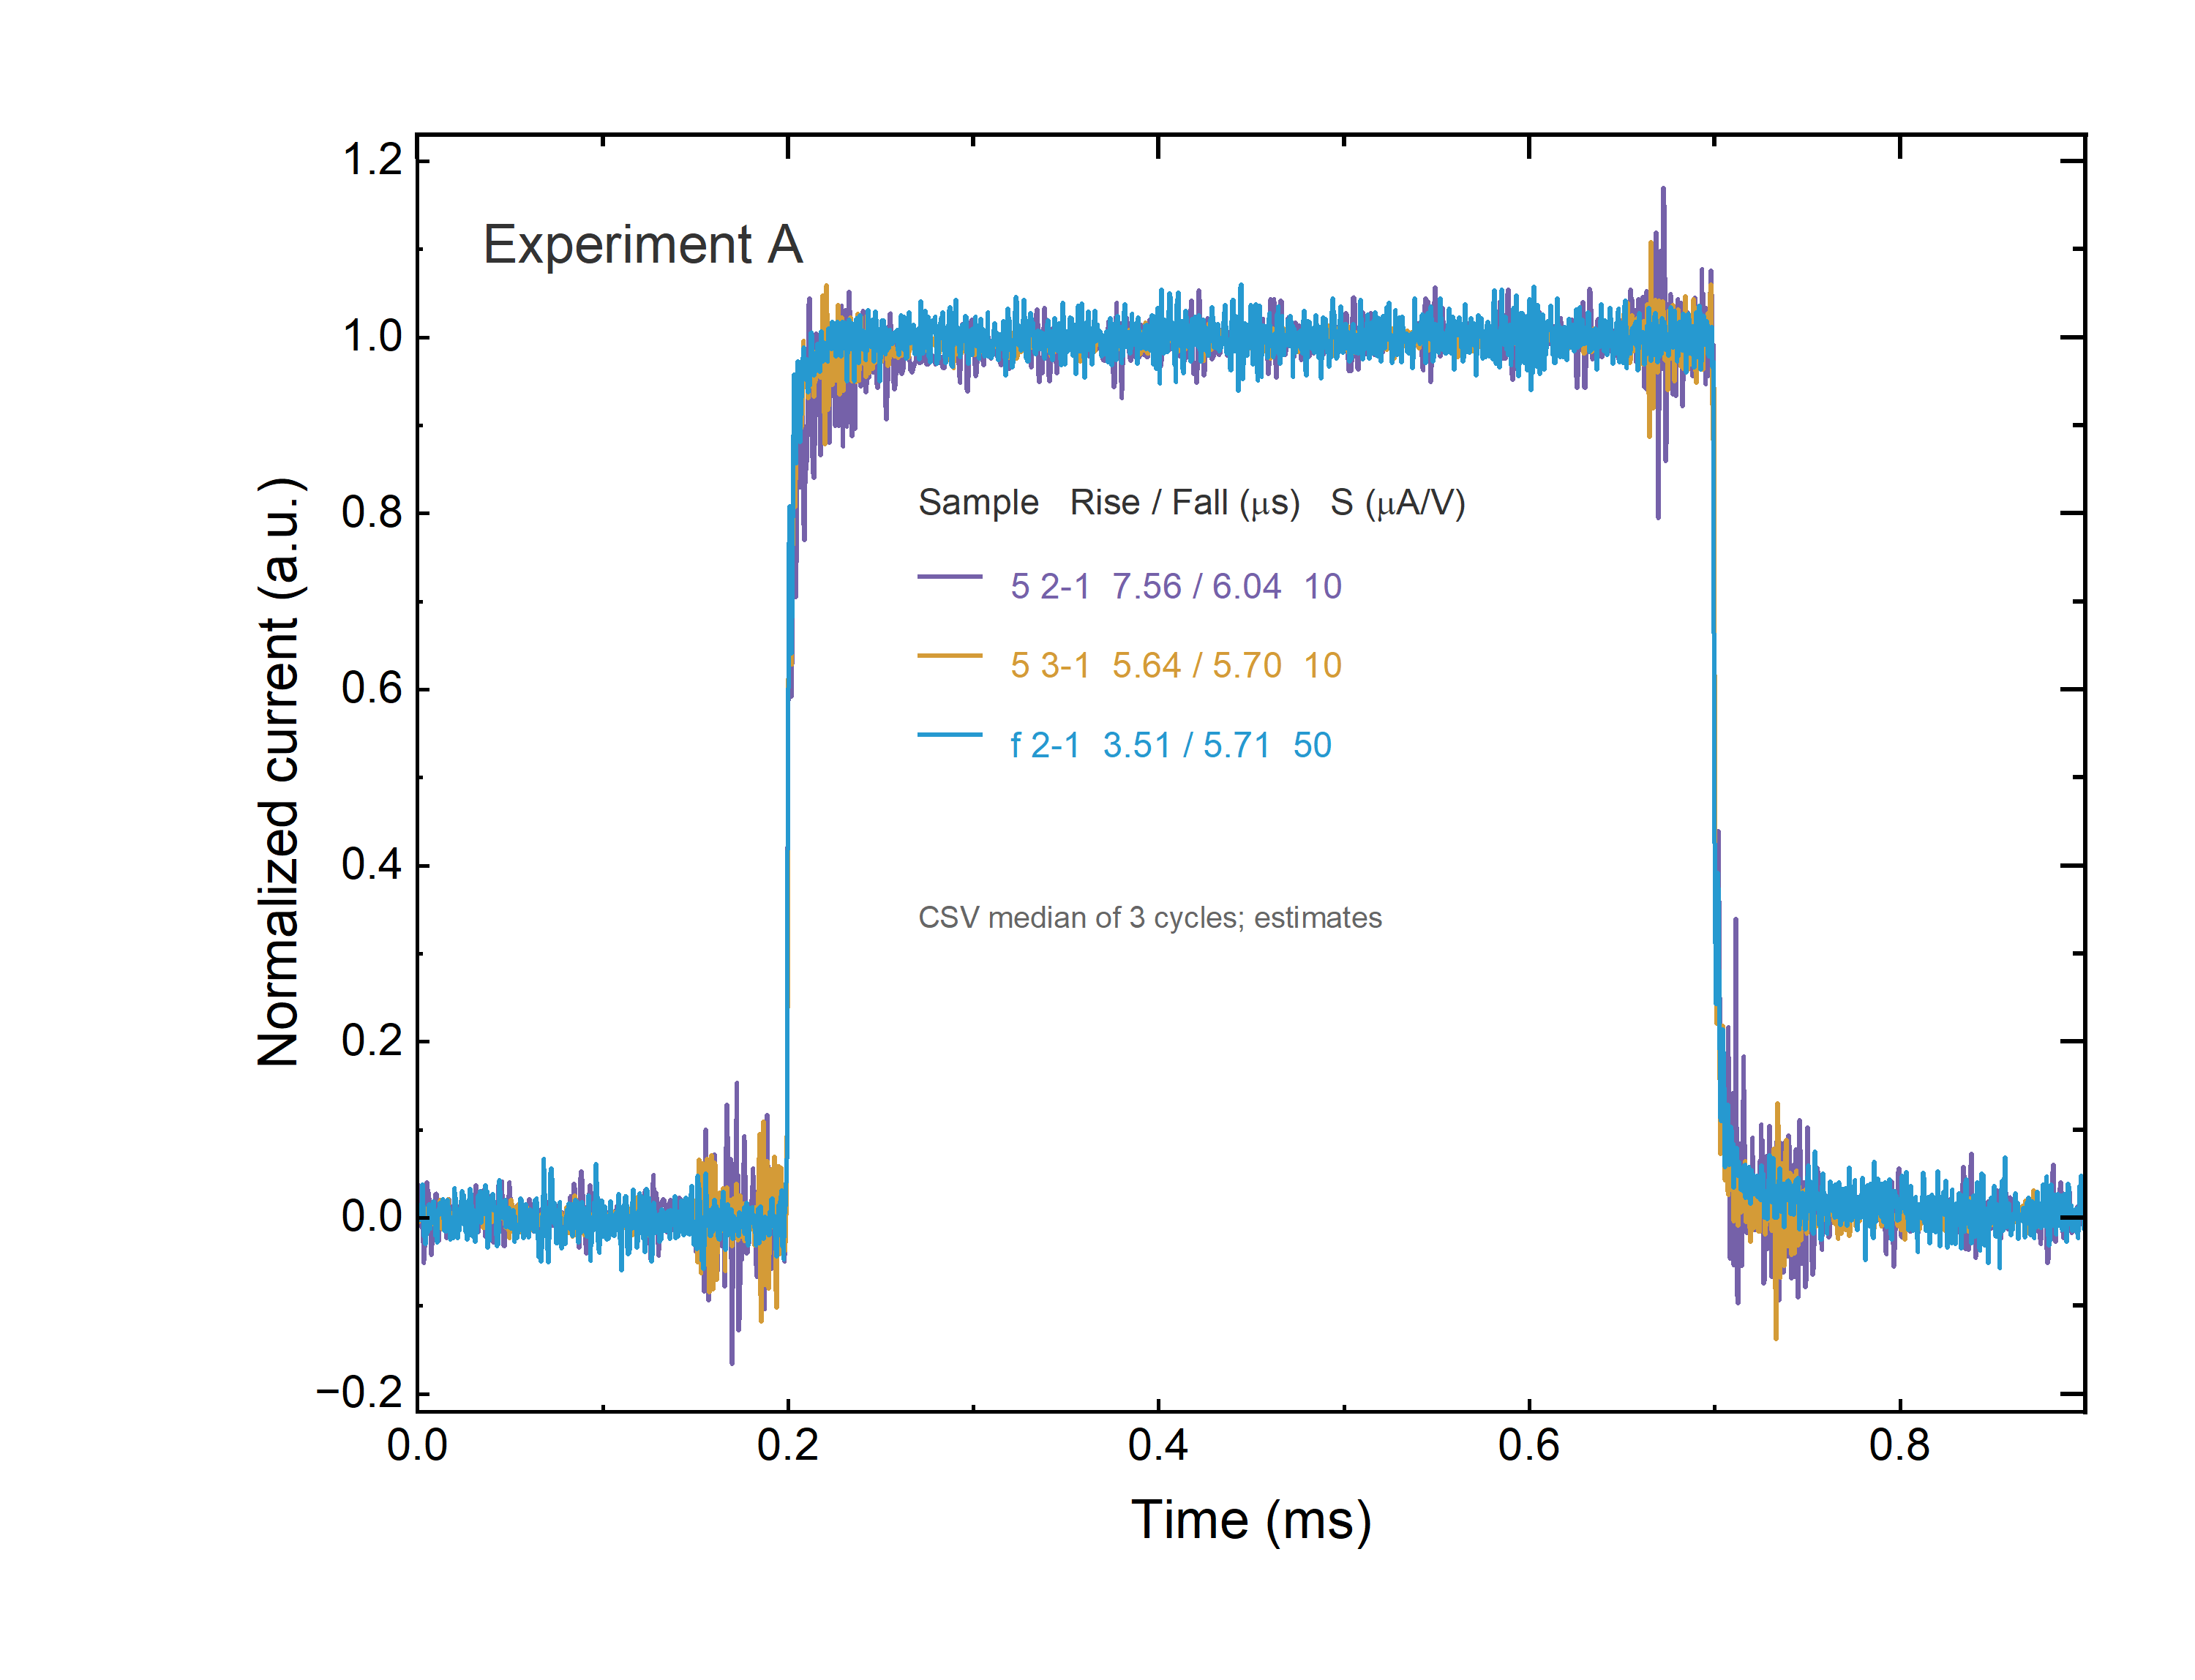 1.2
Experiment A
1.0
0.8
Sample Rise / Fall (μs) S (μA/V)
5 2-1 7.56 / 6.04 10
0.6
5 3-1 5.64 / 5.70 10
f 2-1 3.51 / 5.71 50
0.4
CSV median of 3 cycles; estimates
0.2
0.0
−0.2
Normalized current (a.u.)
0.0 0.2 0.4 0.6 0.8
Time (ms)